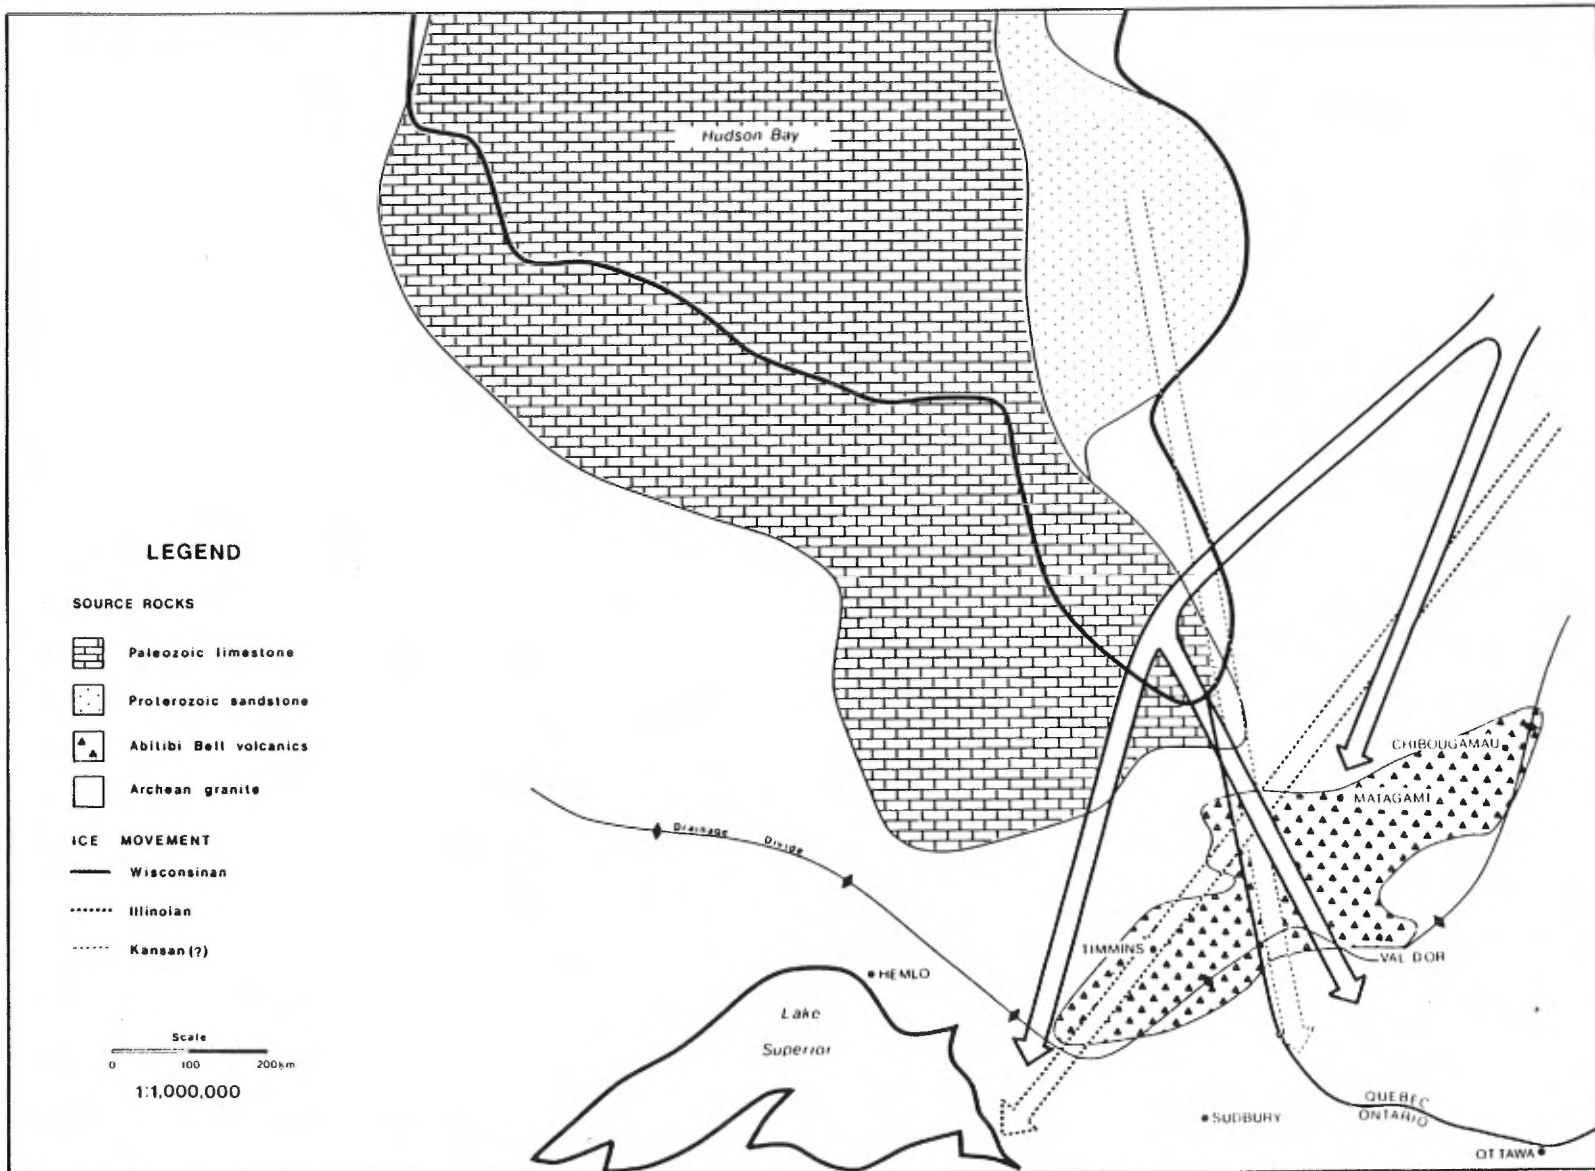 Hudson Bay
LEGEND
SOURCE ROCKS
Paleozoic limestone
Proterozoic sandstone
Abitibi Belt volcanics
Archean granite
ICE MOVEMENT
Wisconsinan
Illinoian
Kansan (?)
Scale
0 100 200km
1:1,000,000
Drainage Divide
CHIBOUGAMAU
MATAGAMI
TIMMINS
VAL D'OR
HEMLO
Lake
Superior
SUDBURY
QUEBEC
ONTARIO
OTTAWA